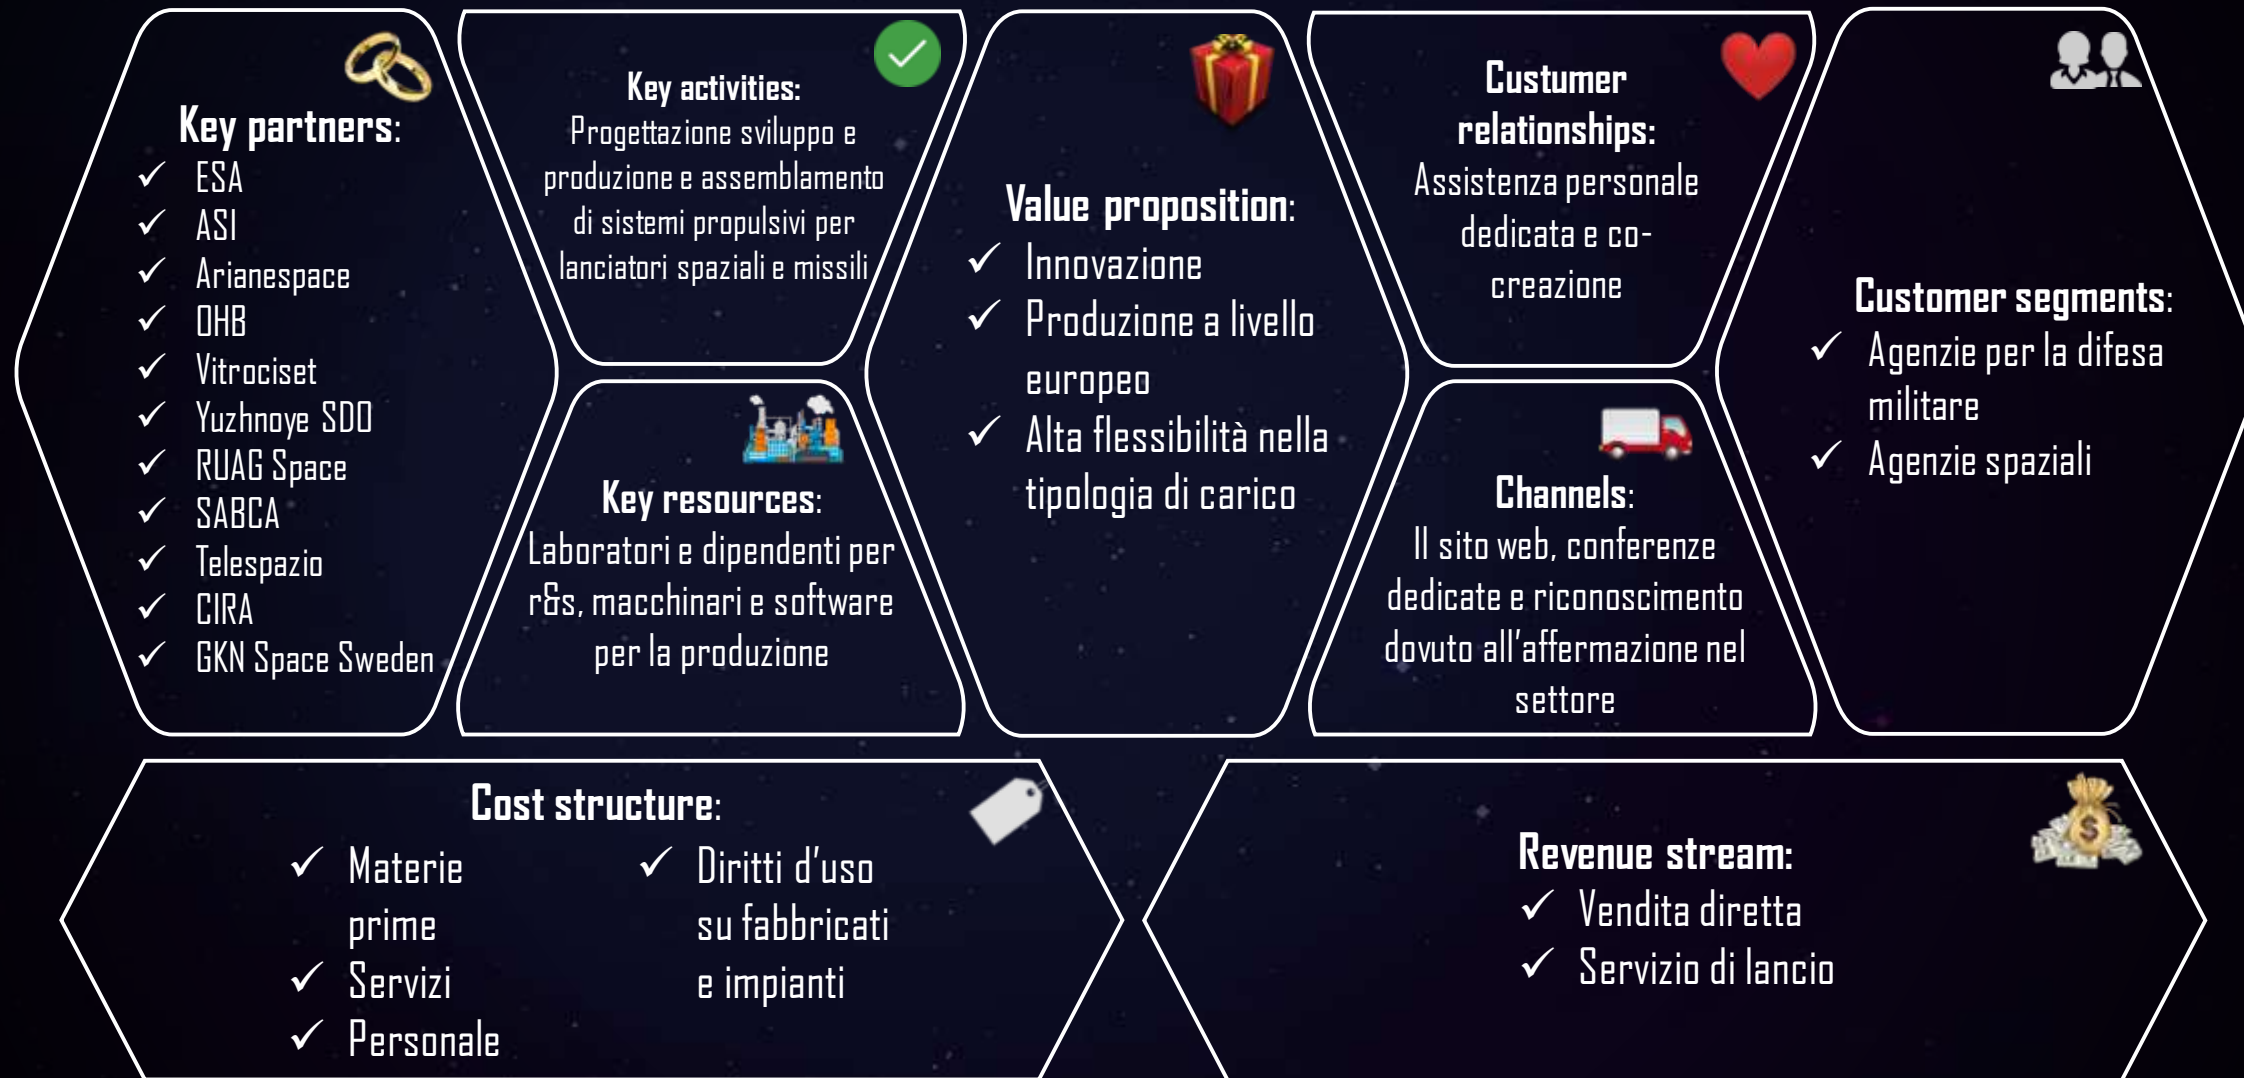 Key partners:
✓ ESA
✓ ASI
✓ Arianespace
✓ OHB
✓ Vitrociset
✓ Yuzhnoye SDO
✓ RUAG Space
✓ SABCA
✓ Telespazio
✓ CIRA
✓ GKN Space Sweden
Key activities:
Progettazione sviluppo e
produzione e assemblamento
di sistemi propulsivi per
lanciatori spaziali e missili
Key resources:
Laboratori e dipendenti per
r&s, macchinari e software
per la produzione
Value proposition:
✓ Innovazione
✓ Produzione a livello
europeo
✓ Alta flessibilità nella
tipologia di carico
Custumer
relationships:
Assistenza personale
dedicata e co-
creazione
Channels:
Il sito web, conferenze
dedicate e riconoscimento
dovuto all'affermazione nel
settore
Customer segments:
✓ Agenzie per la difesa
militare
✓ Agenzie spaziali
Cost structure:
✓ Materie
prime
✓ Servizi
✓ Personale
✓ Diritti d'uso
su fabbricati
e impianti
Revenue stream:
✓ Vendita diretta
✓ Servizio di lancio